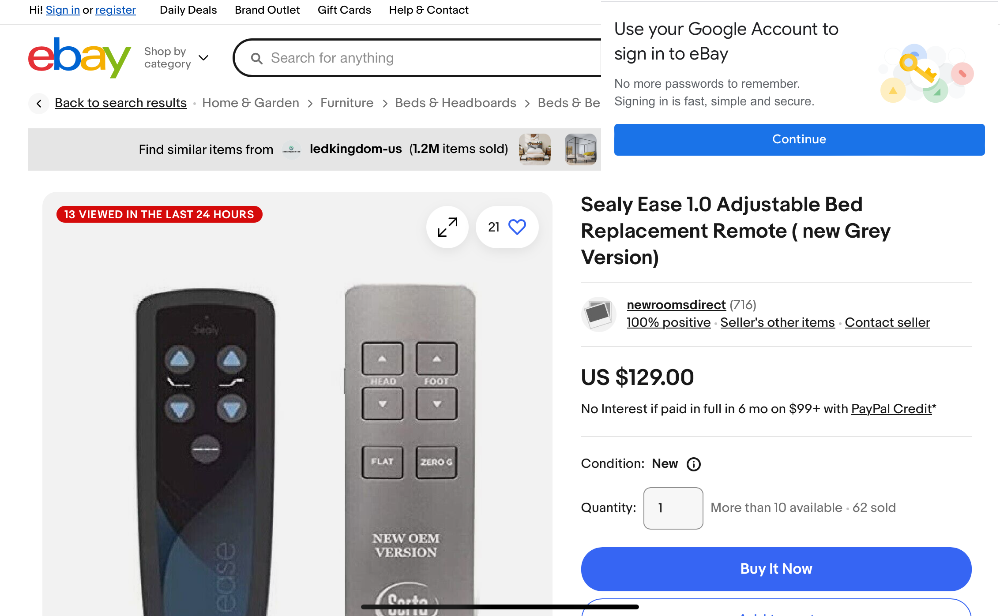 Hi! Sign in or register Daily Deals Brand Outlet Gift Cards Help & Contact
ebay
Shop by
category
Search for anything
Use your Google Account to
sign in to eBay
No more passwords to remember.
Signing in is fast, simple and secure.
Continue
Back to search results · Home & Garden > Furniture > Beds & Headboards > Beds & Be
Find similar items from ledkingdom-us ledkingdom-us (1.2M items sold)
13 VIEWED IN THE LAST 24 HOURS
21
Sealy
HEAD FOOT
FLAT ZERO G
NEW OEM
VERSION
ease
Serta
Sealy Ease 1.0 Adjustable Bed
Replacement Remote ( new Grey
Version)
newroomsdirect (716)
100% positive · Seller's other items · Contact seller
US $129.00
No Interest if paid in full in 6 mo on $99+ with PayPal Credit*
Condition: New
Quantity: 1 More than 10 available · 62 sold
Buy It Now